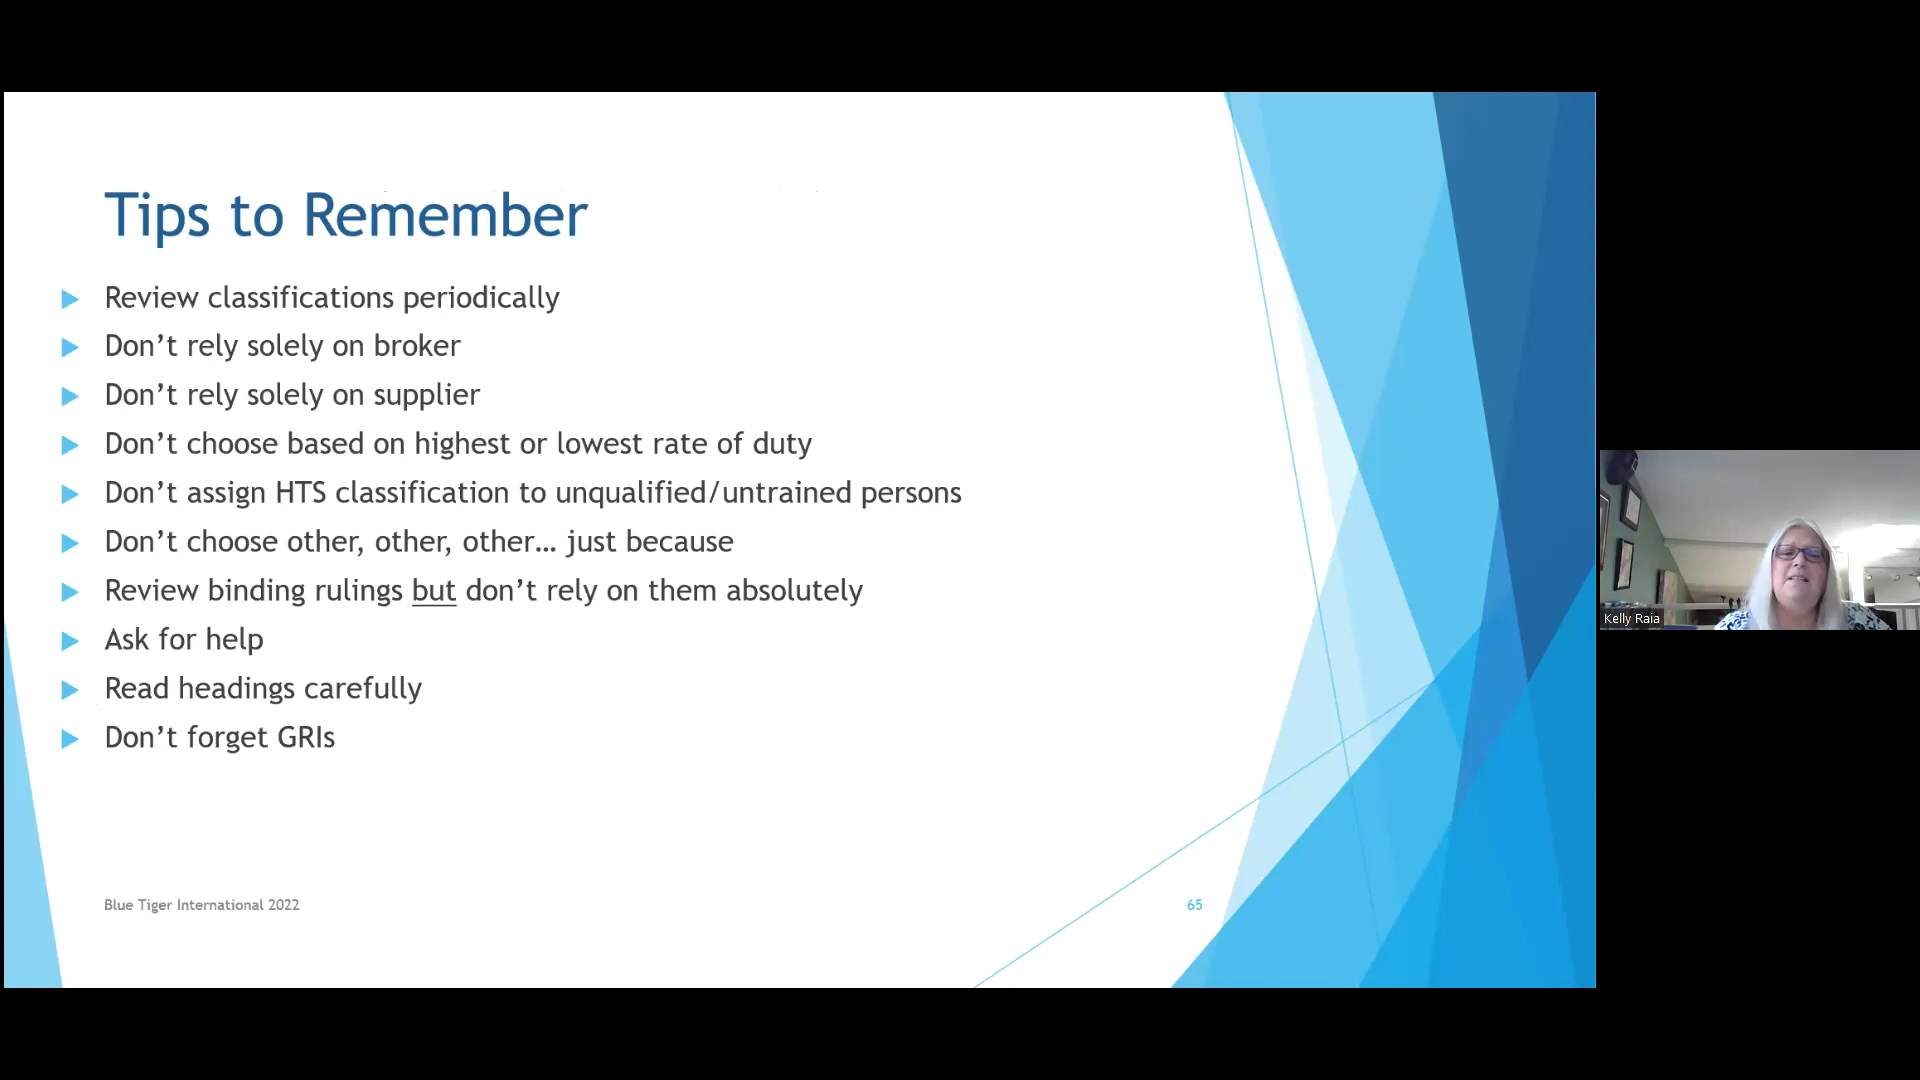 Tips to Remember
Review classifications periodically
Don’t rely solely on broker
Don’t rely solely on supplier
Don’t choose based on highest or lowest rate of duty
Don’t assign HTS classification to unqualified/untrained persons
Don’t choose other, other, other… just because
Review binding rulings but don’t rely on them absolutely
Ask for help
Read headings carefully
Don’t forget GRIs
Blue Tiger International 2022
65
Kelly Raia